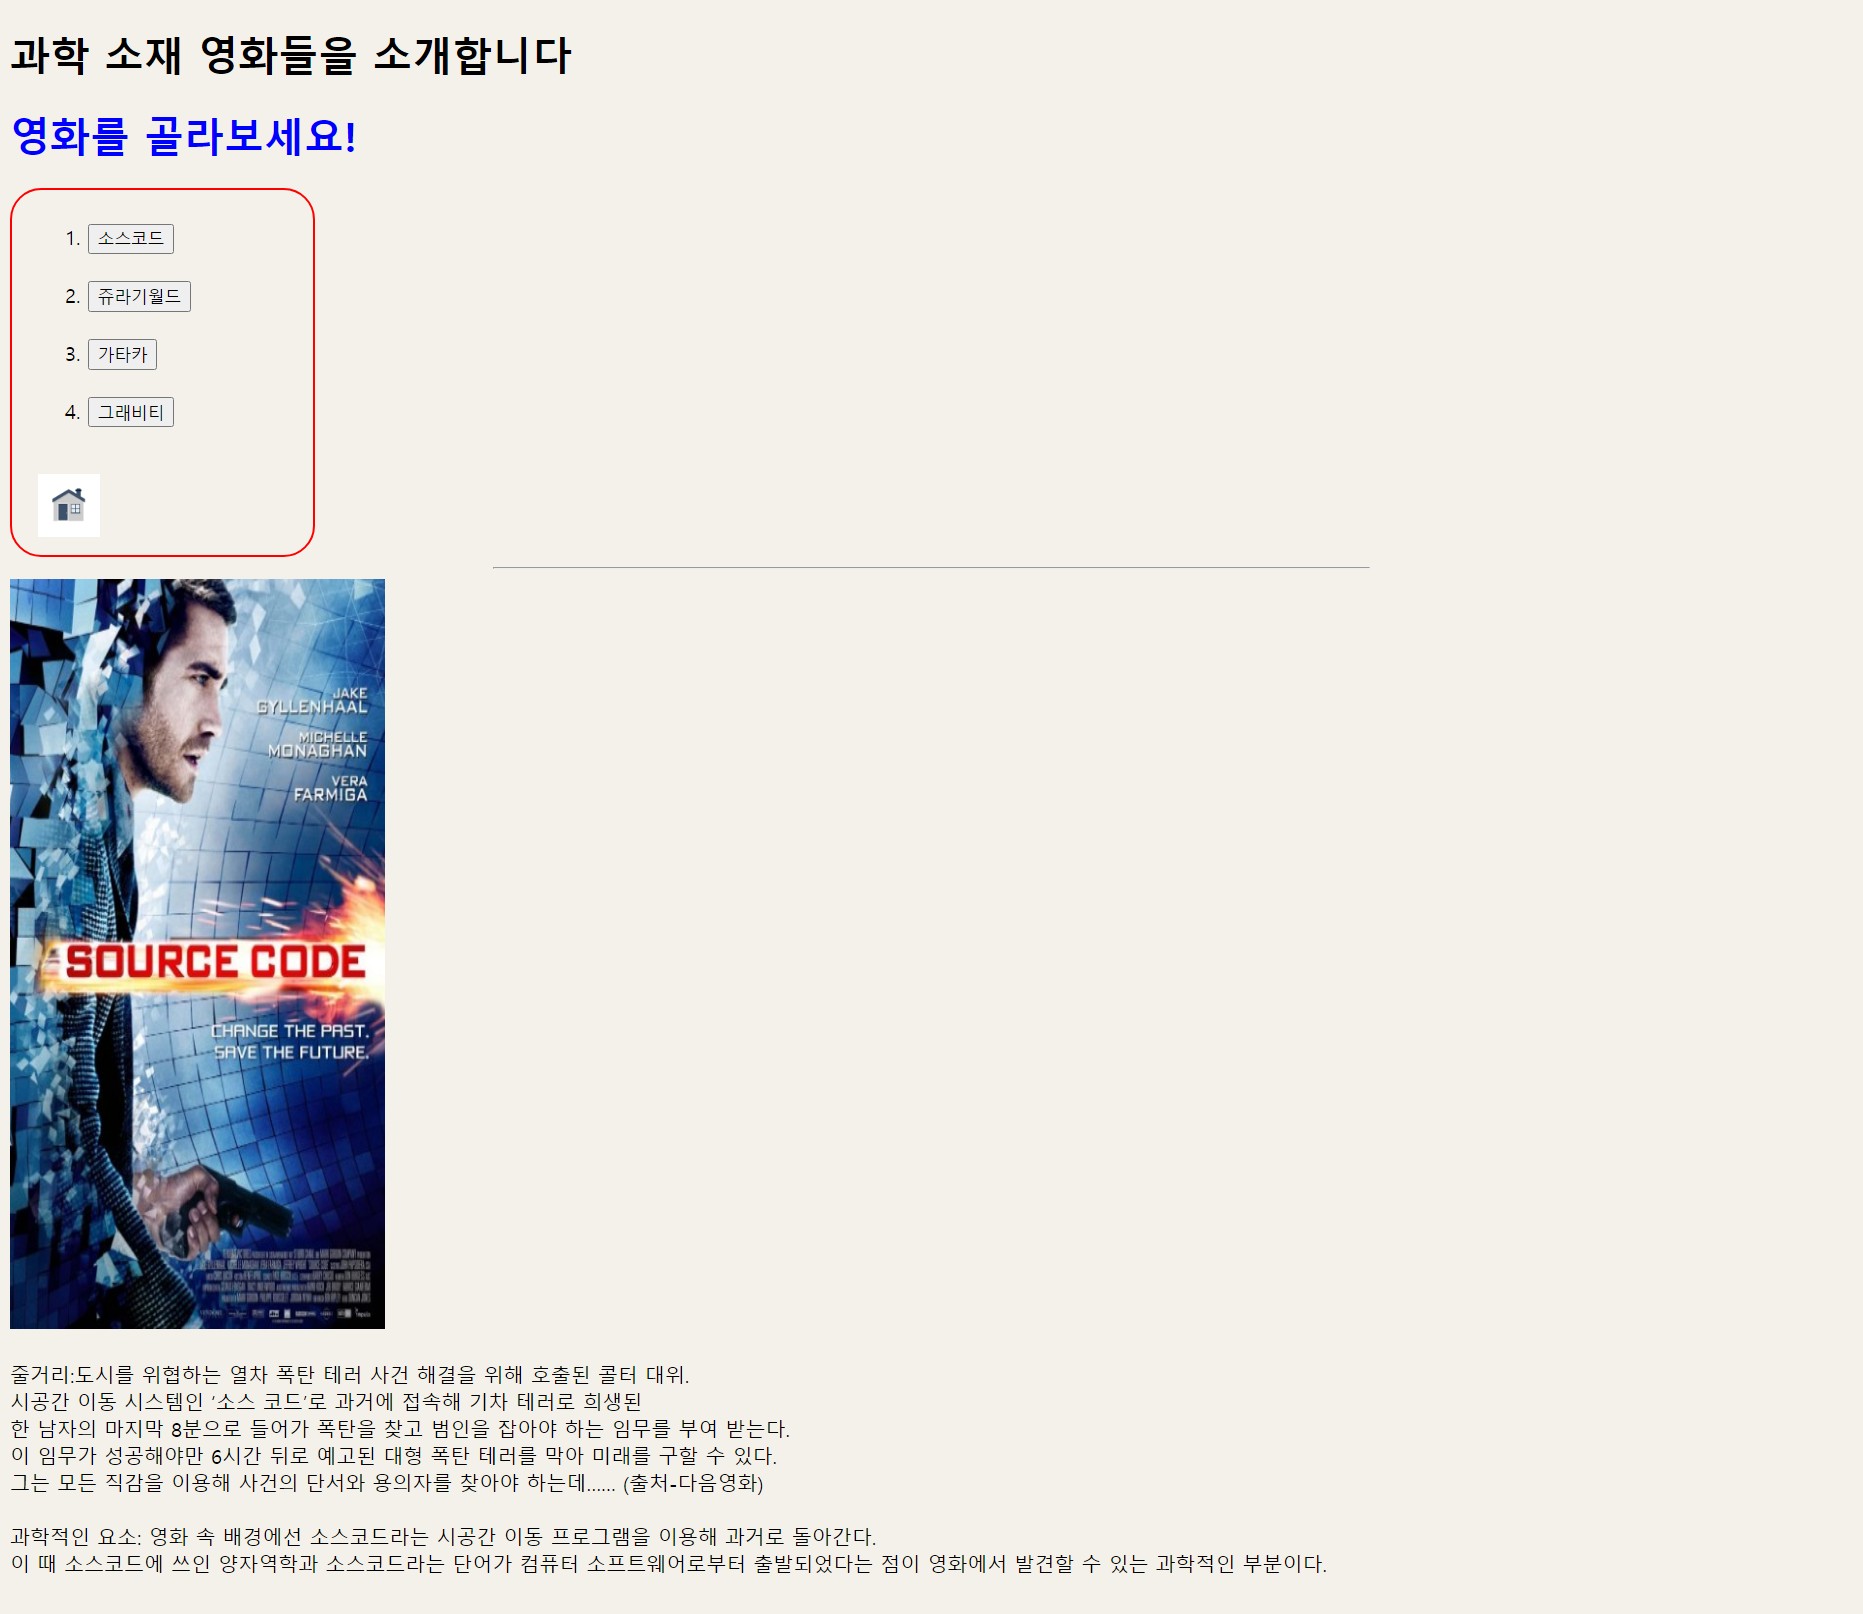 과학 소재 영화들을 소개합니다
영화를 골라보세요!
1. 소스코드
2. 쥬라기월드
3. 가타카
4. 그래비티
JAKE
GYLLENHAAL
MICHELLE
MONAGHAN
VERA
FARMIGA
SOURCE CODE
CHANGE THE PAST.
SAVE THE FUTURE.
줄거리:도시를 위협하는 열차 폭탄 테러 사건 해결을 위해 호출된 콜터 대위.
시공간 이동 시스템인 ‘소스 코드’로 과거에 접속해 기차 테러로 희생된
한 남자의 마지막 8분으로 들어가 폭탄을 찾고 범인을 잡아야 하는 임무를 부여 받는다.
이 임무가 성공해야만 6시간 뒤로 예고된 대형 폭탄 테러를 막아 미래를 구할 수 있다.
그는 모든 직감을 이용해 사건의 단서와 용의자를 찾아야 하는데...... (출처-다음영화)
과학적인 요소: 영화 속 배경에선 소스코드라는 시공간 이동 프로그램을 이용해 과거로 돌아간다.
이 때 소스코드에 쓰인 양자역학과 소스코드라는 단어가 컴퓨터 소프트웨어로부터 출발되었다는 점이 영화에서 발견할 수 있는 과학적인 부분이다.